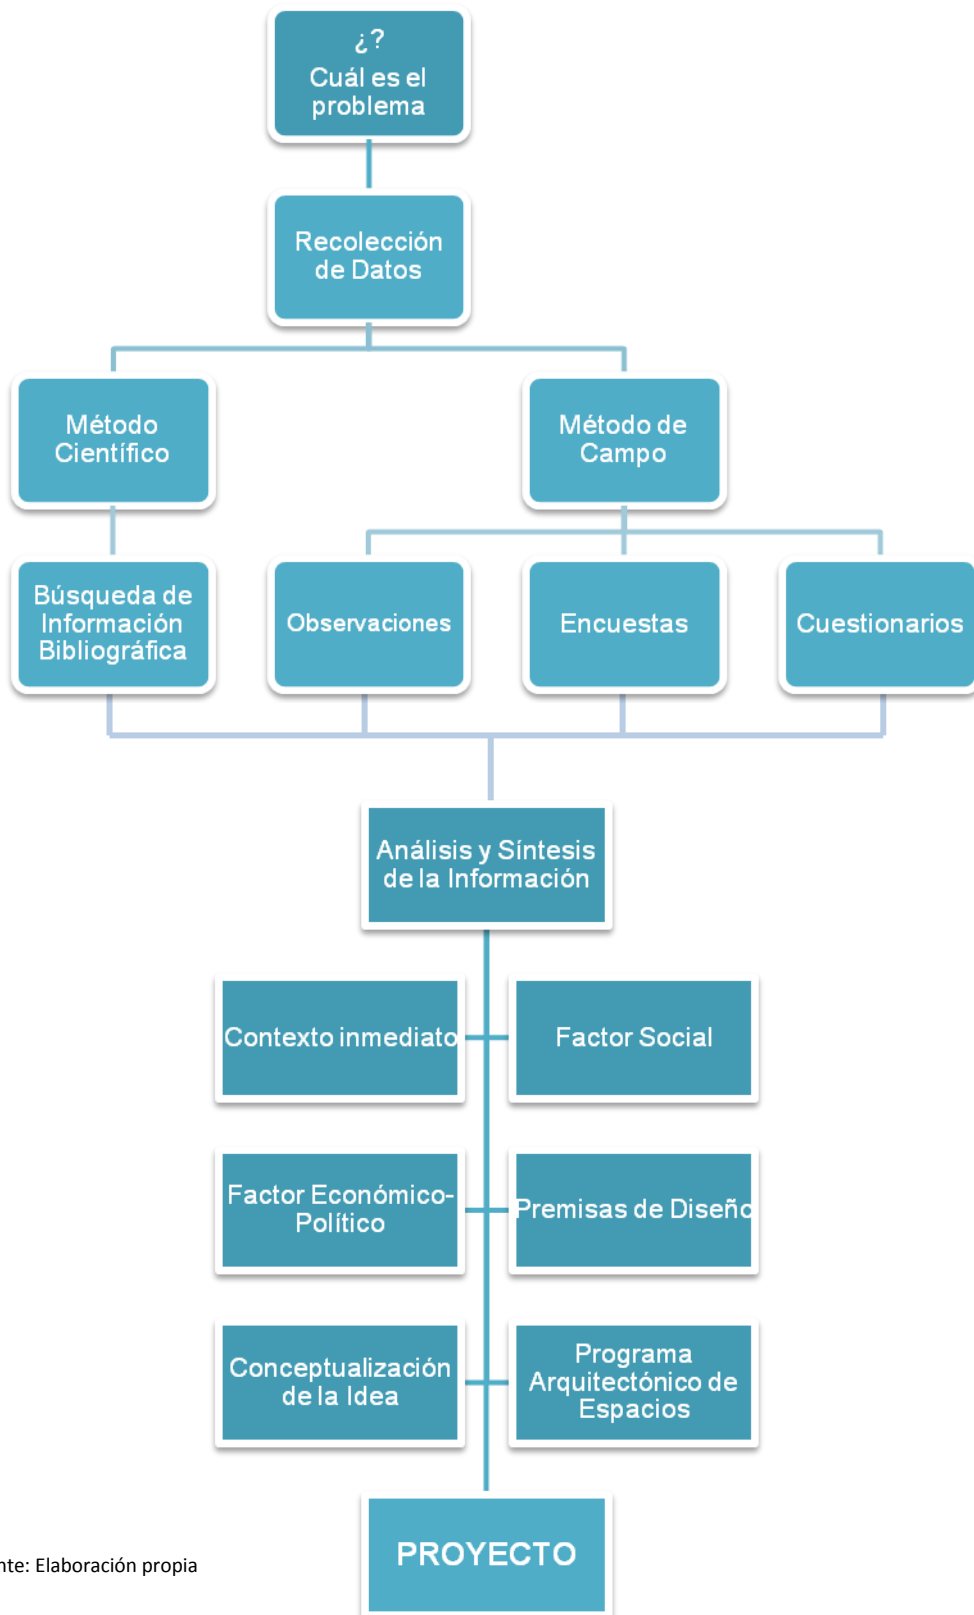 ¿?
Cuál es el
problema
Recolección
de Datos
Método
Científico
Método de
Campo
Búsqueda de
Información
Bibliográfica
Observaciones
Encuestas
Cuestionarios
Análisis y Síntesis
de la Información
Contexto inmediato
Factor Social
Factor Económico-
Político
Premisas de Diseño
Conceptualización
de la Idea
Programa
Arquitectónico de
Espacios
PROYECTO
nte: Elaboración propia